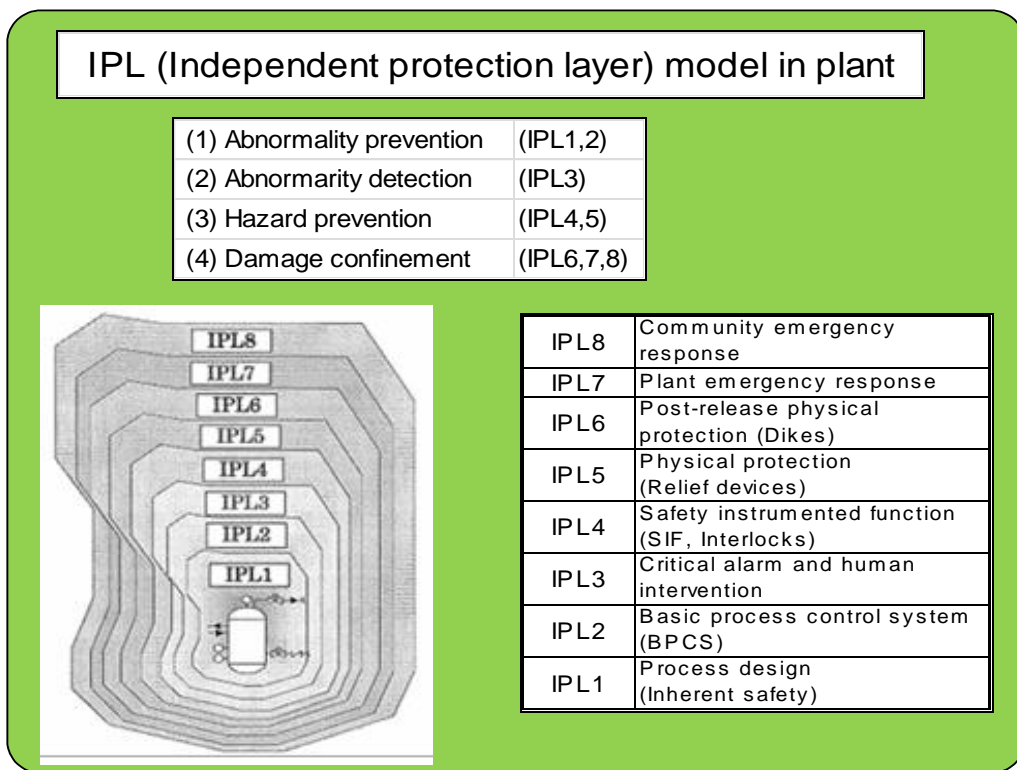 IPL (Independent protection layer) model in plant
(1) Abnormality prevention (IPL1,2)
(2) Abnormarity detection (IPL3)
(3) Hazard prevention (IPL4,5)
(4) Damage confinement (IPL6,7,8)
IPL8
IPL7
IPL6
IPL5
IPL4
IPL3
IPL2
IPL1
IPL8 Community emergency
response
IPL7 Plant emergency response
IPL6 Post-release physical
protection (Dikes)
IPL5 Physical protection
(Relief devices)
IPL4 Safety instrumented function
(SIF, Interlocks)
IPL3 Critical alarm and human
intervention
IPL2 Basic process control system
(BPCS)
IPL1 Process design
(Inherent safety)